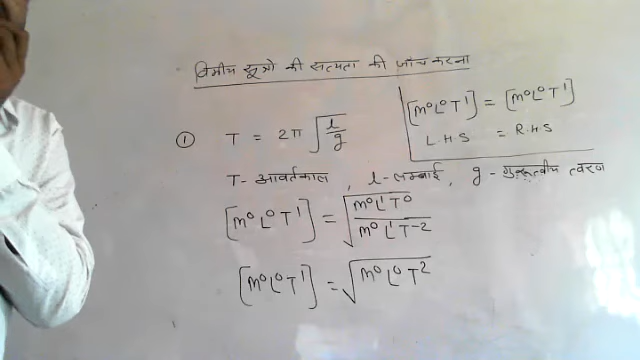 विमीय सूत्रो की सत्यता की जाँच करना
① T = 2π √(l/g)
[M⁰L⁰T¹] = [M⁰L⁰T¹]
L.H.S = R.H.S
T- आवर्तकाल , l - लम्बाई , g - गुरूत्वीय त्वरण
[M⁰L⁰T¹] = √(M⁰L¹T⁰/M⁰L¹T⁻²)
[M⁰L⁰T¹] = √(M⁰L⁰T²)